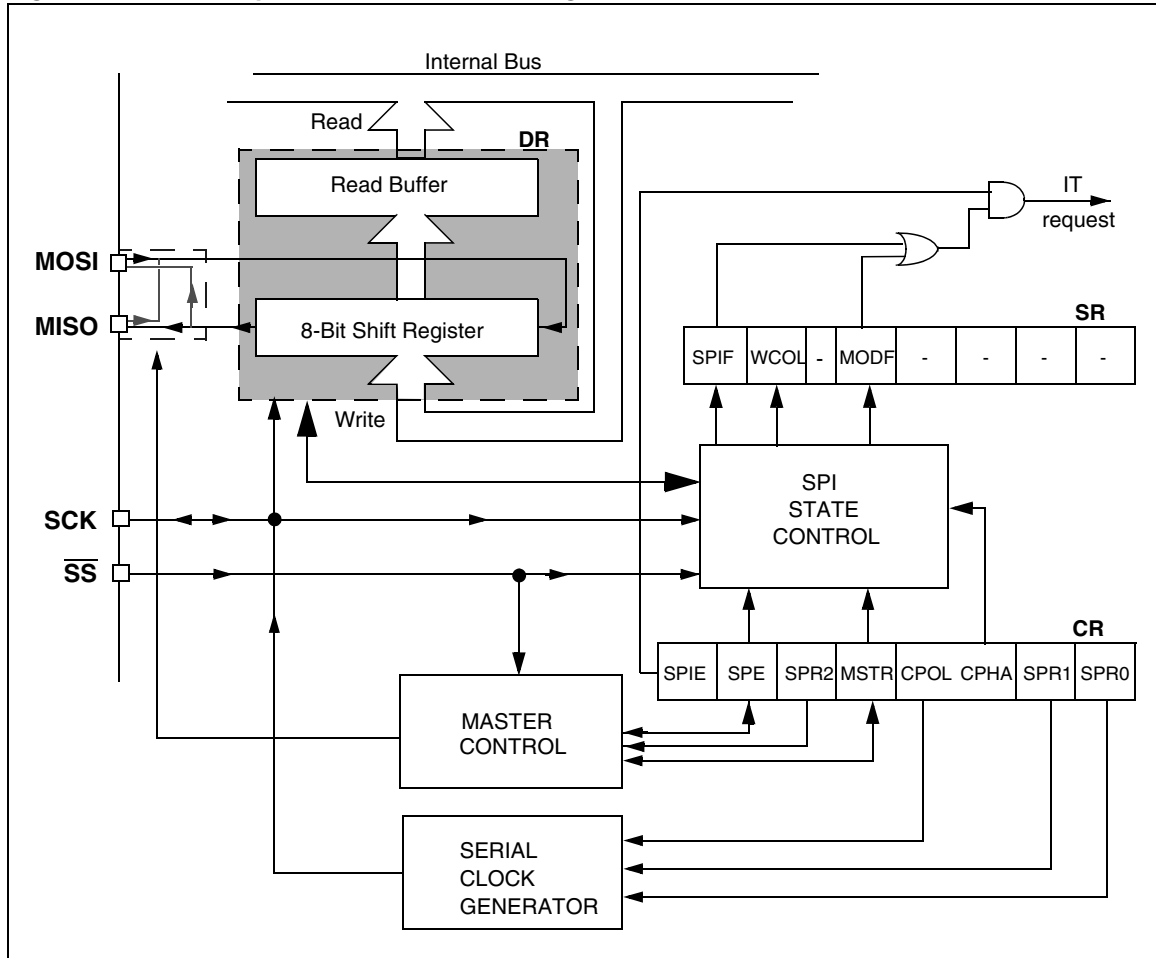 Internal Bus
Read
DR
Read Buffer
IT
request
MOSI
MISO
8-Bit Shift Register
SR
SPIF WCOL - MODF - - - -
Write
SPI
STATE
CONTROL
SCK
SS
CR
SPIE SPE SPR2 MSTR CPOL CPHA SPR1 SPR0
MASTER
CONTROL
SERIAL
CLOCK
GENERATOR